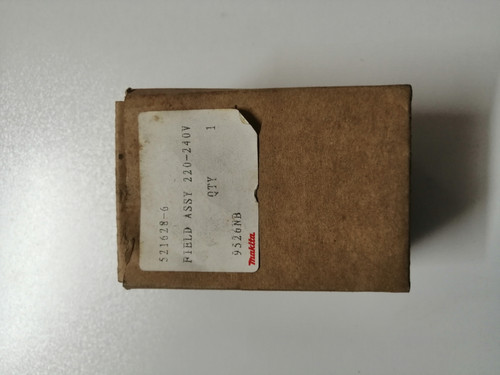 521628-6
FIELD ASSY 220-240V
QTY 1
9526NB
makita